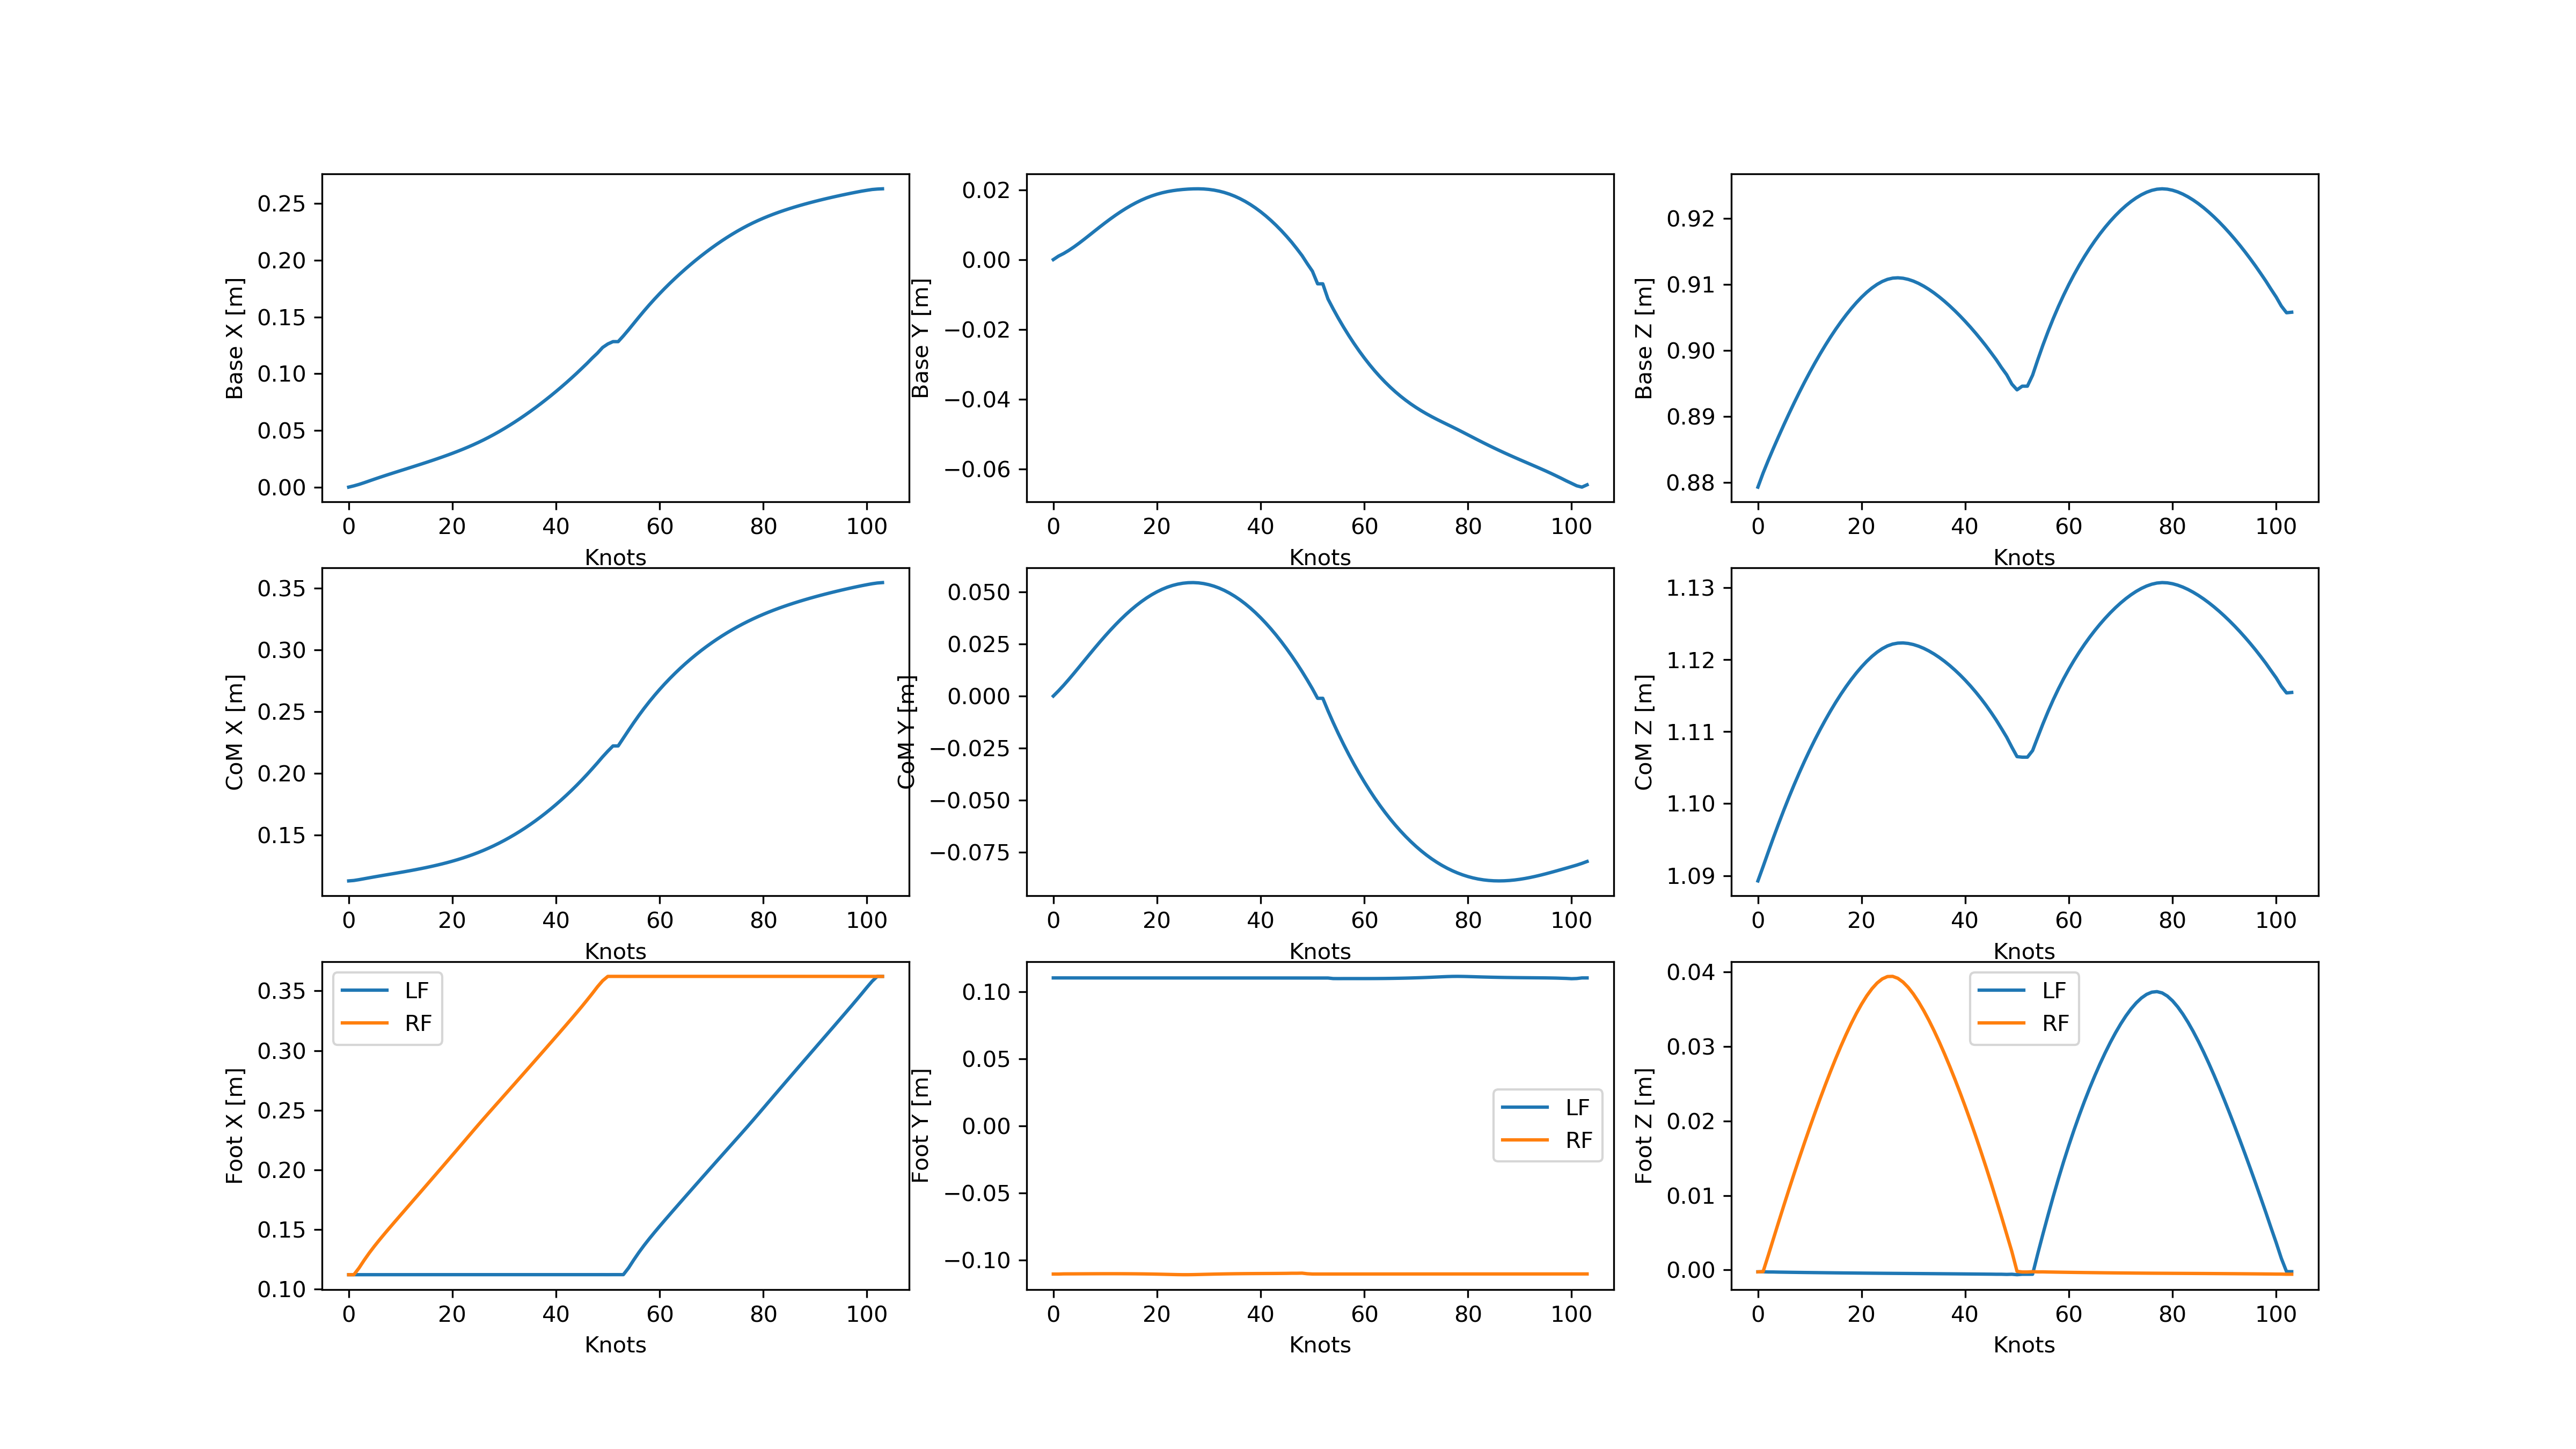 Base X [m]
0.25
0.20
0.15
0.10
0.05
0.00
0 20 40 60 80 100
Knots
Base Y [m]
0.02
0.00
−0.02
−0.04
−0.06
0 20 40 60 80 100
Knots
Base Z [m]
0.92
0.91
0.90
0.89
0.88
0 20 40 60 80 100
Knots
CoM X [m]
0.35
0.30
0.25
0.20
0.15
0 20 40 60 80 100
Knots
CoM Y [m]
0.050
0.025
0.000
−0.025
−0.050
−0.075
0 20 40 60 80 100
Knots
CoM Z [m]
1.13
1.12
1.11
1.10
1.09
0 20 40 60 80 100
Knots
Foot X [m]
0.35
0.30
0.25
0.20
0.15
0.10
LF
RF
0 20 40 60 80 100
Knots
Foot Y [m]
0.10
0.05
0.00
−0.05
−0.10
LF
RF
0 20 40 60 80 100
Knots
Foot Z [m]
0.04
0.03
0.02
0.01
0.00
LF
RF
0 20 40 60 80 100
Knots